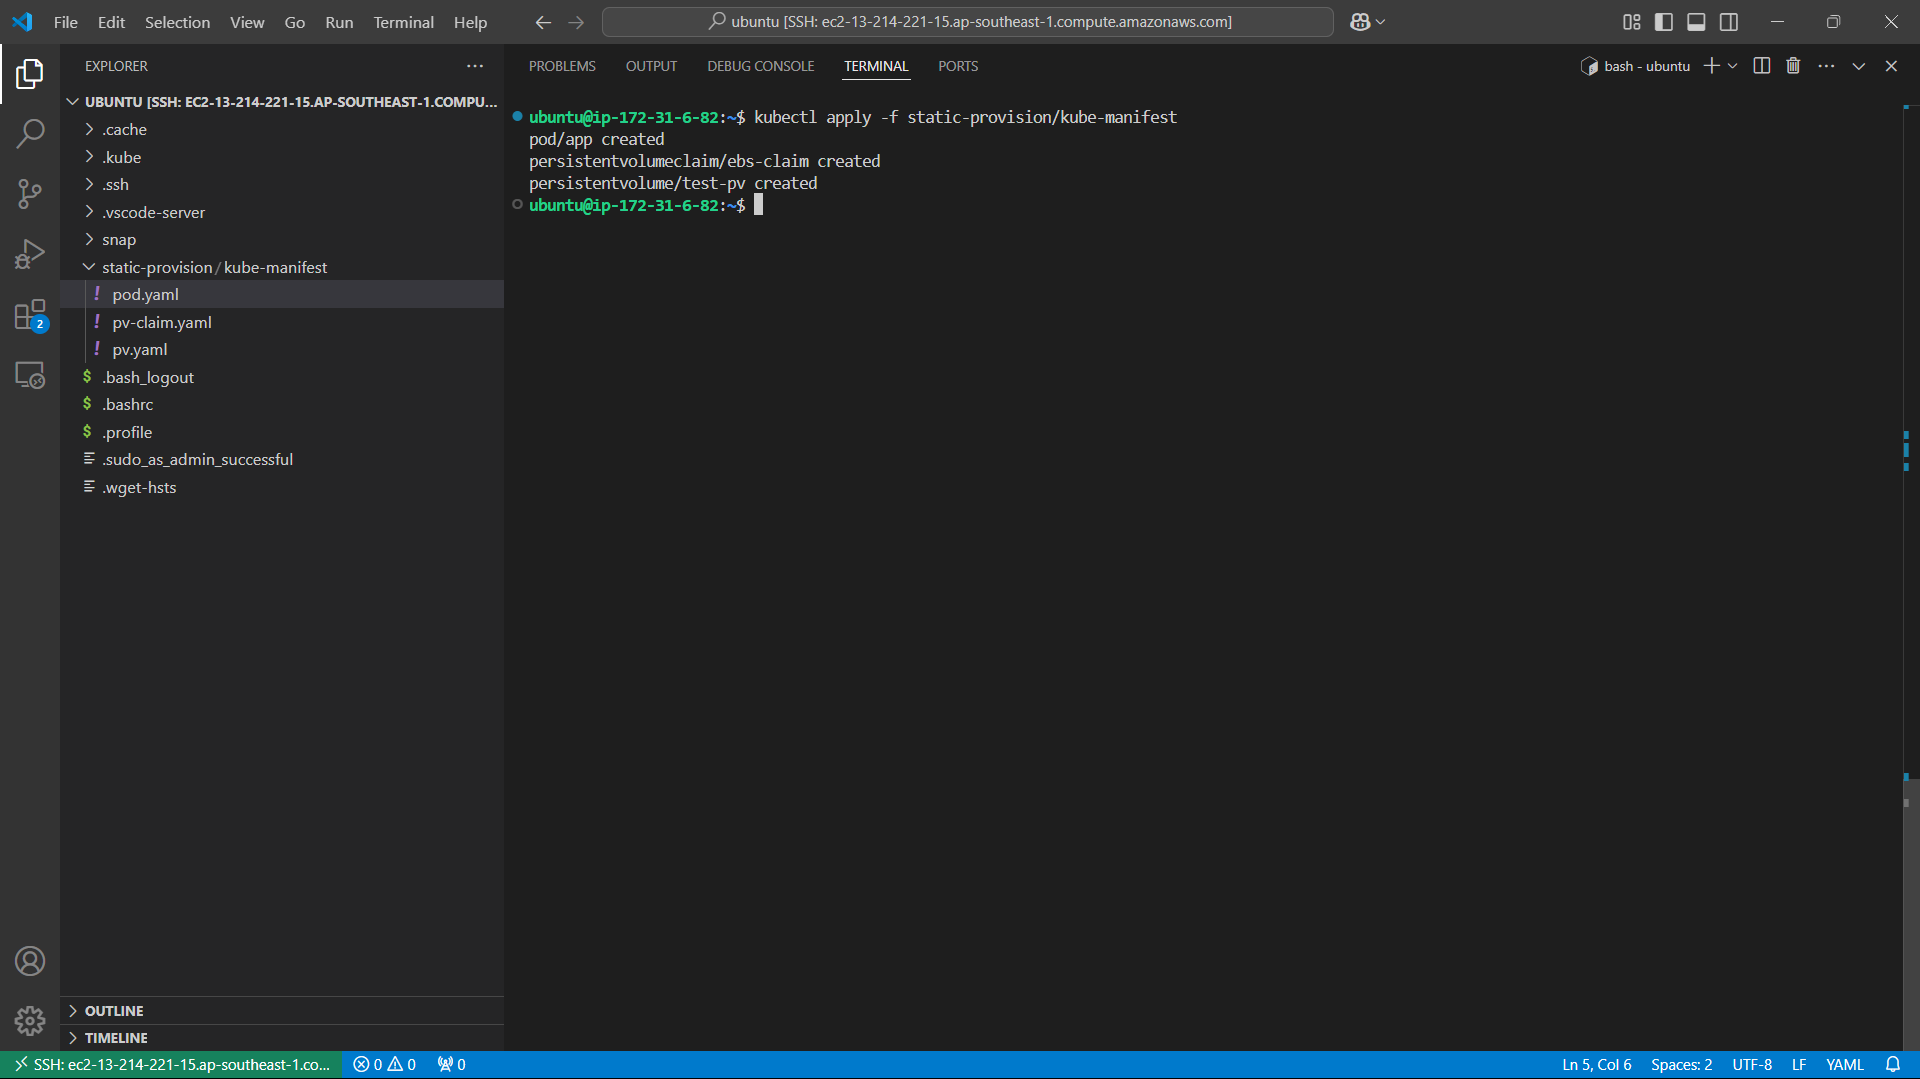 File Edit Selection View Go Run Terminal Help
ubuntu [SSH: ec2-13-214-221-15.ap-southeast-1.compute.amazonaws.com]
EXPLORER
UBUNTU [SSH: EC2-13-214-221-15.AP-SOUTHEAST-1.COMPU...
.cache
.kube
.ssh
.vscode-server
snap
static-provision/kube-manifest
! pod.yaml
! pv-claim.yaml
! pv.yaml
$ .bash_logout
$ .bashrc
$ .profile
.sudo_as_admin_successful
.wget-hsts
2
OUTLINE
TIMELINE
PROBLEMS OUTPUT DEBUG CONSOLE TERMINAL PORTS
bash - ubuntu
ubuntu@ip-172-31-6-82:~$ kubectl apply -f static-provision/kube-manifest
pod/app created
persistentvolumeclaim/ebs-claim created
persistentvolume/test-pv created
ubuntu@ip-172-31-6-82:~$
SSH: ec2-13-214-221-15.ap-southeast-1.co... 0 0 0 Ln 5, Col 6 Spaces: 2 UTF-8 LF YAML